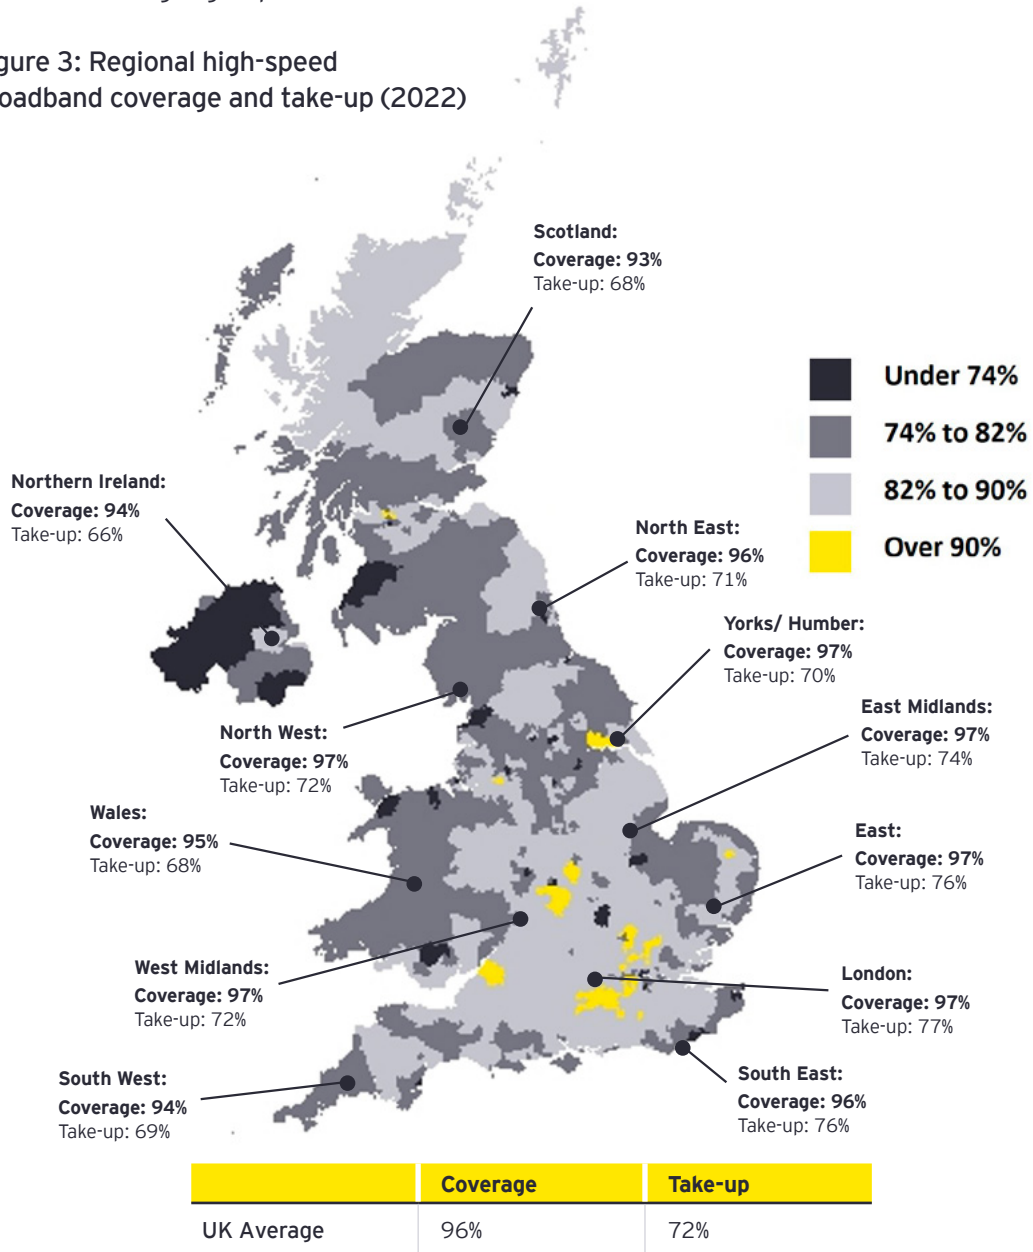 gure 3: Regional high-speed
oadband coverage and take-up (2022)
Scotland:
Coverage: 93%
Take-up: 68%
Under 74%
74% to 82%
82% to 90%
Over 90%
Northern Ireland:
Coverage: 94%
Take-up: 66%
North East:
Coverage: 96%
Take-up: 71%
Yorks/ Humber:
Coverage: 97%
Take-up: 70%
East Midlands:
Coverage: 97%
Take-up: 74%
North West:
Coverage: 97%
Take-up: 72%
Wales:
Coverage: 95%
Take-up: 68%
East:
Coverage: 97%
Take-up: 76%
West Midlands:
Coverage: 97%
Take-up: 72%
London:
Coverage: 97%
Take-up: 77%
South West:
Coverage: 94%
Take-up: 69%
South East:
Coverage: 96%
Take-up: 76%
Coverage Take-up
UK Average 96% 72%